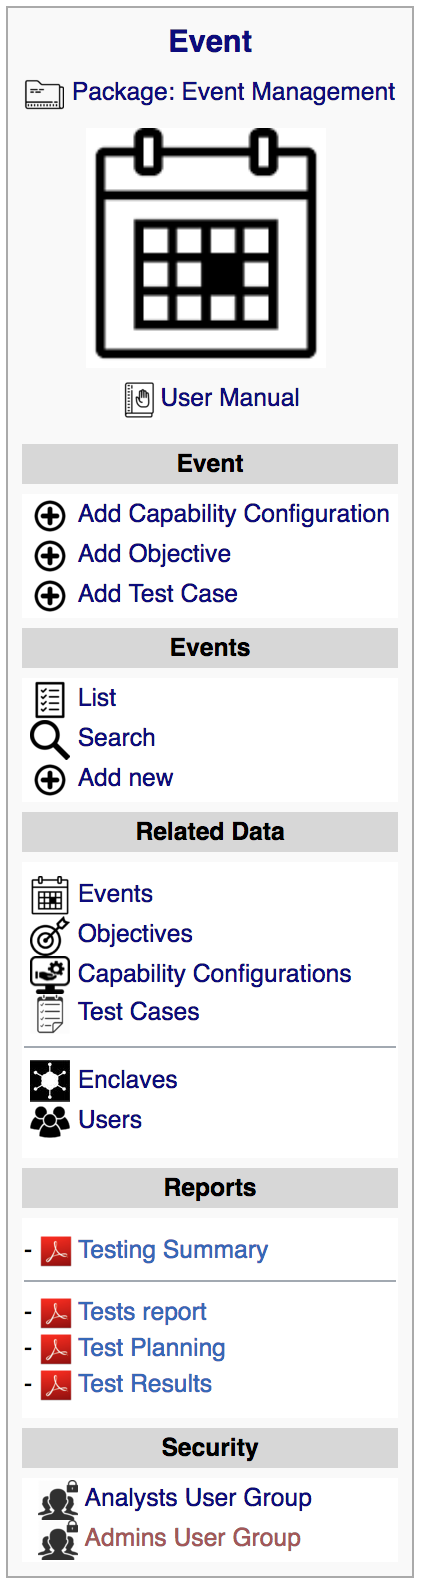 Event
Package: Event Management
User Manual
Event
Add Capability Configuration
Add Objective
Add Test Case
Events
List
Search
Add new
Related Data
Events
Objectives
Capability Configurations
Test Cases
Enclaves
Users
Reports
- Testing Summary
- Tests report
- Test Planning
- Test Results
Security
Analysts User Group
Admins User Group